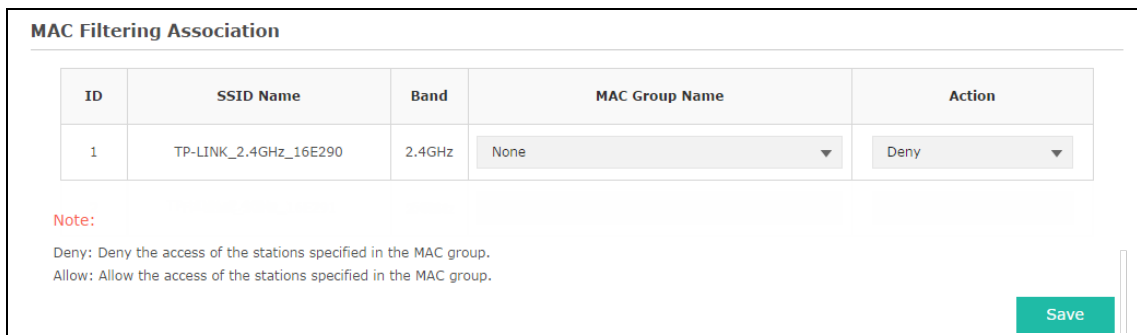 MAC Filtering Association
ID SSID Name Band MAC Group Name Action
1 TP-LINK_2.4GHz_16E290 2.4GHz None Deny
Note:
Deny: Deny the access of the stations specified in the MAC group.
Allow: Allow the access of the stations specified in the MAC group.
Save